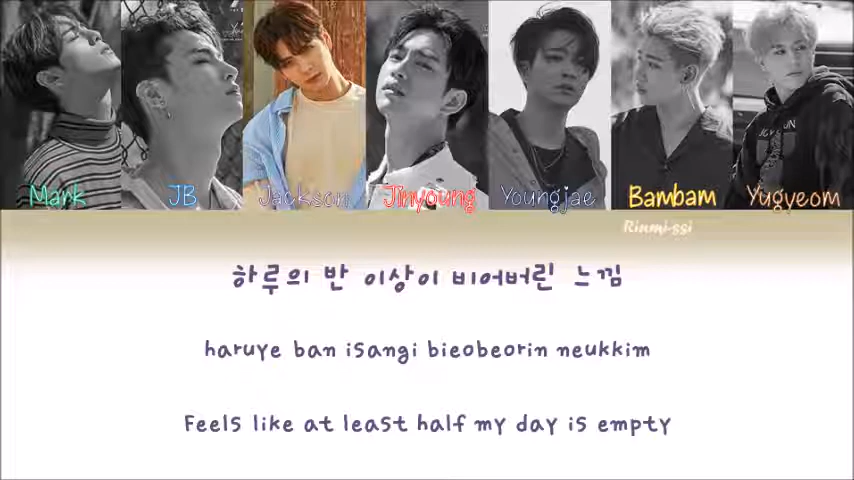 Mark JB Jackson Jinyoung Youngjae Bambam Yugyeom
Rinmi-ssi
하루의 반 이상이 비어버린 느낌
haruye ban isangi bieobeorin neukkim
Feels like at least half my day is empty